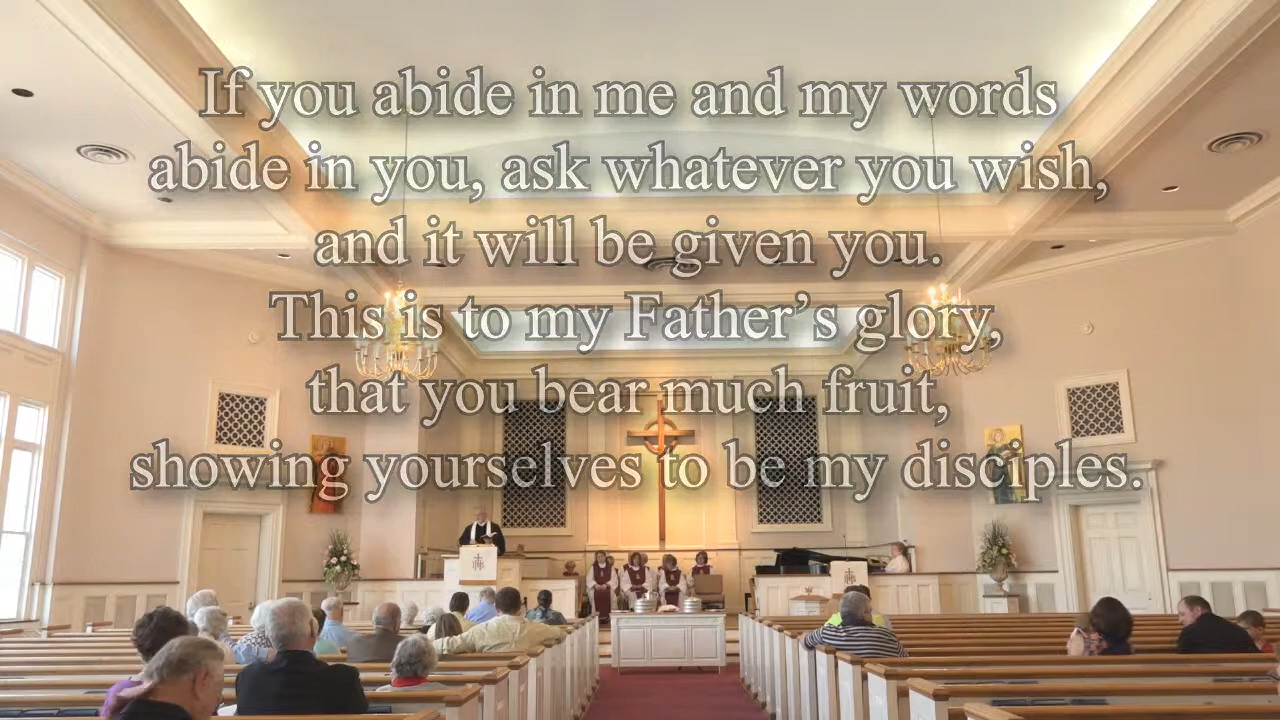 If you abide in me and my words
abide in you, ask whatever you wish,
and it will be given you.
This is to my Father’s glory,
that you bear much fruit,
showing yourselves to be my disciples.